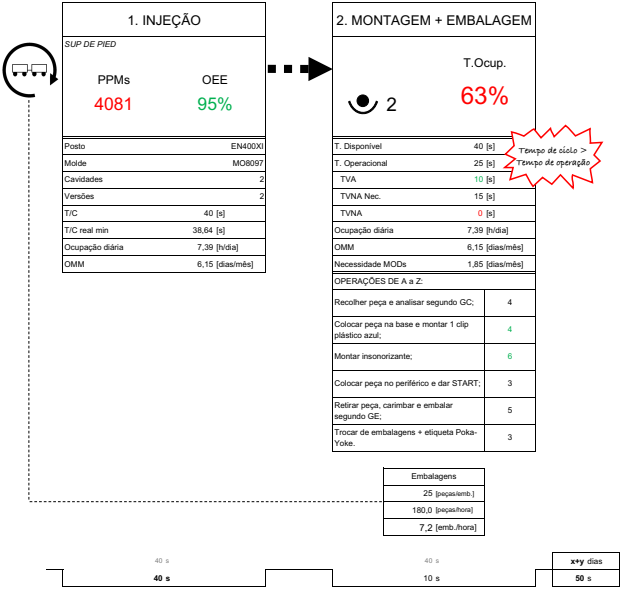 1. INJEÇÃO
SUP DE PIED
PPMs OEE
4081 95%
Posto EN400XI
Molde MO8097
Cavidades 2
Versões 2
T/C 40 [s]
T/C real min 38,64 [s]
Ocupação diária 7,39 [h/dia]
OMM 6,15 [dias/mês]
2. MONTAGEM + EMBALAGEM
T.Ocup.
2 63%
Tempo de ciclo >
Tempo de operação
T. Disponível 40 [s]
T. Operacional 25 [s]
TVA 10 [s]
TVNA Nec. 15 [s]
TVNA 0 [s]
Ocupação diária 7,39 [h/dia]
OMM 6,15 [dias/mês]
Necessidade MODs 1,85 [dias/mês]
OPERAÇÕES DE A a Z:
Recolher peça e analisar segundo GC; 4
Colocar peça na base e montar 1 clip
plástico azul; 4
Montar insonorizante; 6
Colocar peça no periférico e dar START; 3
Retirar peça, carimbar e embalar
segundo GE; 5
Trocar de embalagens + etiqueta Poka-
Yoke. 3
Embalagens
25 [peças/emb.]
180,0 [peças/hora]
7,2 [emb./hora]
40 s 40 s x+y dias
40 s 10 s 50 s